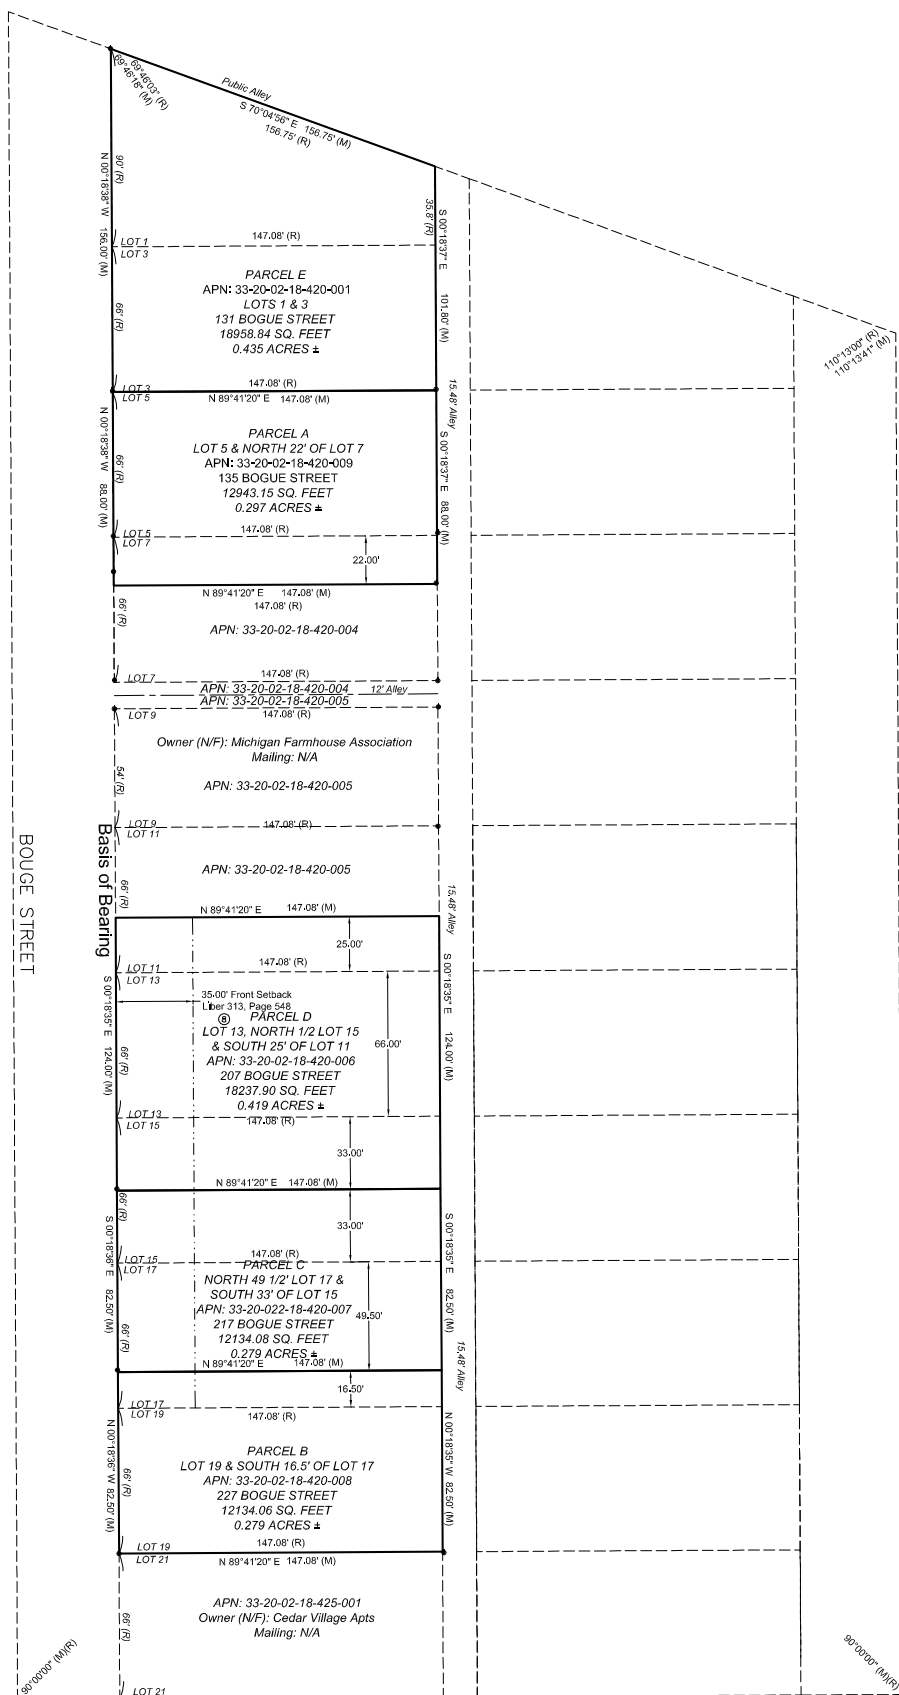 69°46'03" (R)
69°46'18" (M)
Public Alley
S 70°04'56" E 156.75' (M)
156.75' (R)
90' (R)
N 00°18'38" W 156.00' (M)
35.8' (R)
S 00°18'37" E 101.80' (M)
LOT 1
LOT 3
147.08' (R)
PARCEL E
APN: 33-20-02-18-420-001
LOTS 1 & 3
131 BOGUE STREET
18958.84 SQ. FEET
0.435 ACRES ±
66' (R)
110°13'00" (R)
110°13'41" (M)
LOT 3
LOT 5
147.08' (R)
N 89°41'20" E 147.08' (M)
15.48' Alley
N 00°18'38" W 88.00' (M)
66' (R)
PARCEL A
LOT 5 & NORTH 22' OF LOT 7
APN: 33-20-02-18-420-009
135 BOGUE STREET
12943.15 SQ. FEET
0.297 ACRES ±
S 00°18'37" E 88.00' (M)
LOT 5
LOT 7
147.08' (R)
22.00'
N 89°41'20" E 147.08' (M)
147.08' (R)
66' (R)
APN: 33-20-02-18-420-004
LOT 7
147.08' (R)
APN: 33-20-02-18-420-004
12' Alley
APN: 33-20-02-18-420-005
LOT 9
147.08' (R)
Owner (N/F): Michigan Farmhouse Association
Mailing: N/A
54' (R)
APN: 33-20-02-18-420-005
LOT 9
LOT 11
147.08' (R)
BOUGE STREET
Basis of Bearing
APN: 33-20-02-18-420-005
66' (R)
15.48' Alley
N 89°41'20" E 147.08' (M)
25.00'
LOT 11
LOT 13
147.08' (R)
S 00°18'35" E 124.00' (M)
66' (R)
35.00' Front Setback
Liber 313, Page 548
8
PARCEL D
LOT 13, NORTH 1/2 LOT 15
& SOUTH 25' OF LOT 11
APN: 33-20-02-18-420-006
207 BOGUE STREET
18237.90 SQ. FEET
0.419 ACRES ±
66.00'
S 00°18'35" E 124.00' (M)
LOT 13
LOT 15
147.08' (R)
33.00'
N 89°41'20" E 147.08' (M)
66' (R)
33.00'
S 00°18'36" E 82.50' (M)
S 00°18'35" E 82.50' (M)
LOT 15
LOT 17
147.08' (R)
PARCEL C
NORTH 49 1/2' LOT 17 &
SOUTH 33' OF LOT 15
APN: 33-20-022-18-420-007
217 BOGUE STREET
12134.08 SQ. FEET
0.279 ACRES ±
49.50'
66' (R)
15.48' Alley
N 89°41'20" E 147.08' (M)
16.50'
LOT 17
LOT 19
147.08' (R)
N 00°18'36" W 82.50' (M)
66' (R)
PARCEL B
LOT 19 & SOUTH 16.5' OF LOT 17
APN: 33-20-02-18-420-008
227 BOGUE STREET
12134.06 SQ. FEET
0.279 ACRES ±
N 00°18'35" W 82.50' (M)
LOT 19
LOT 21
147.08' (R)
N 89°41'20" E 147.08' (M)
APN: 33-20-02-18-425-001
Owner (N/F): Cedar Village Apts
Mailing: N/A
66' (R)
90°00'00" (M)(R)
90°00'00" (M)(R)
LOT 21